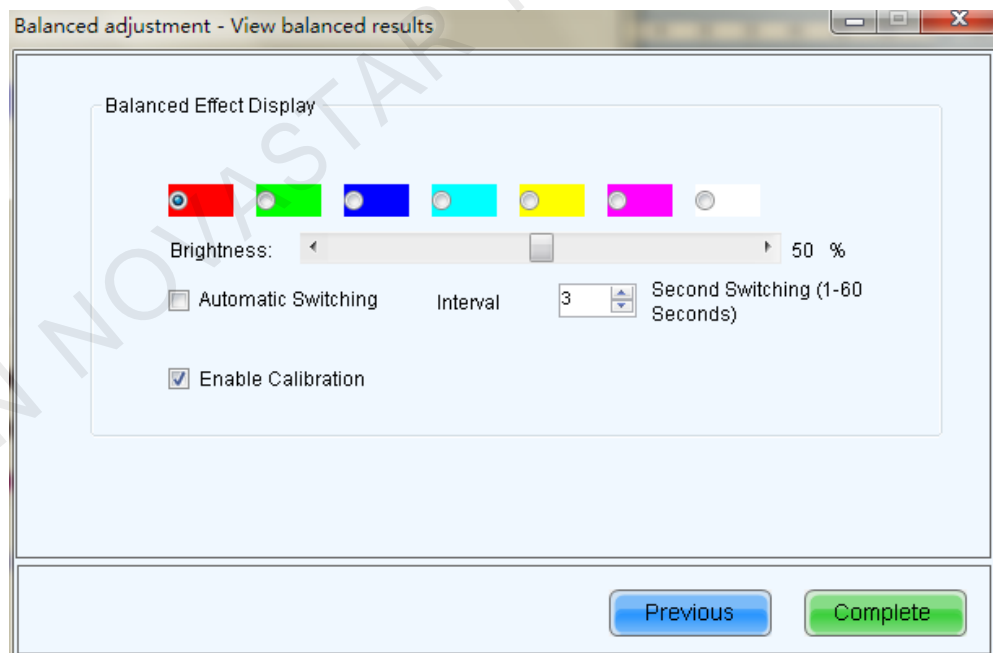 Balanced adjustment - View balanced results
Balanced Effect Display
Brightness: 50 %
Automatic Switching Interval 3 Second Switching (1-60
Seconds)
Enable Calibration
Previous Complete
NOVASTAR